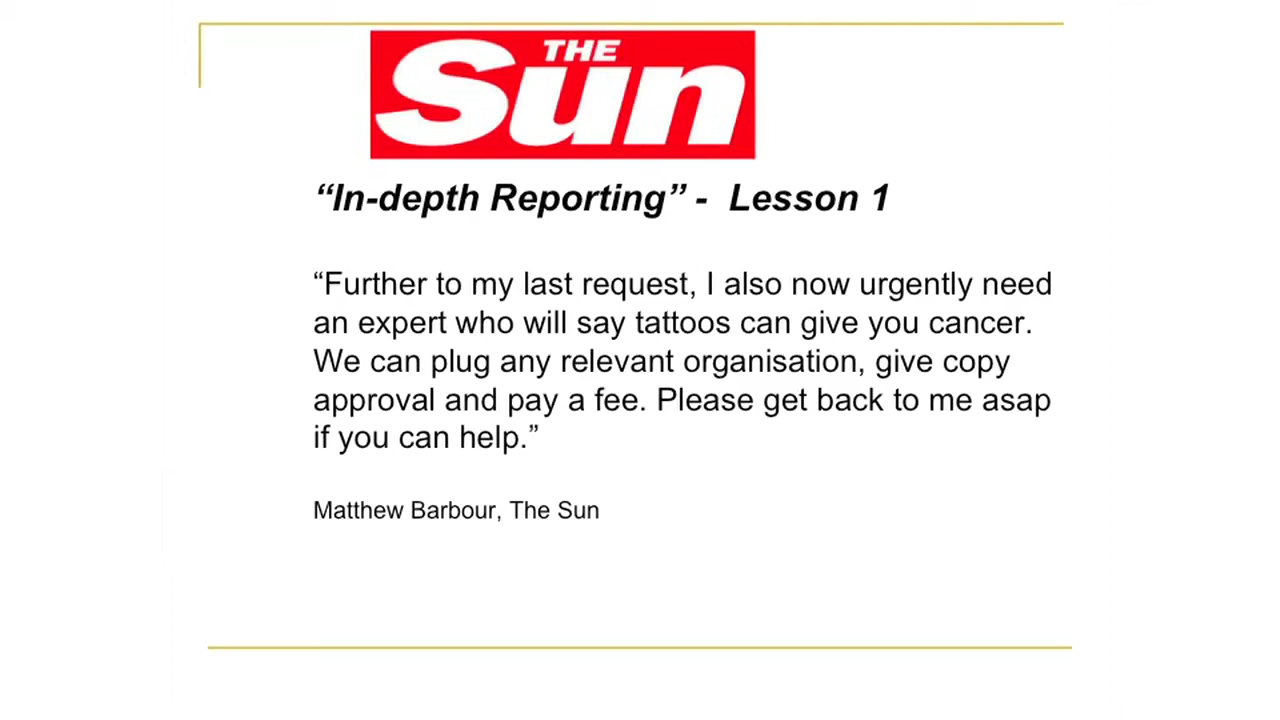 THE
Sun
“In-depth Reporting” - Lesson 1
“Further to my last request, I also now urgently need
an expert who will say tattoos can give you cancer.
We can plug any relevant organisation, give copy
approval and pay a fee. Please get back to me asap
if you can help.”
Matthew Barbour, The Sun